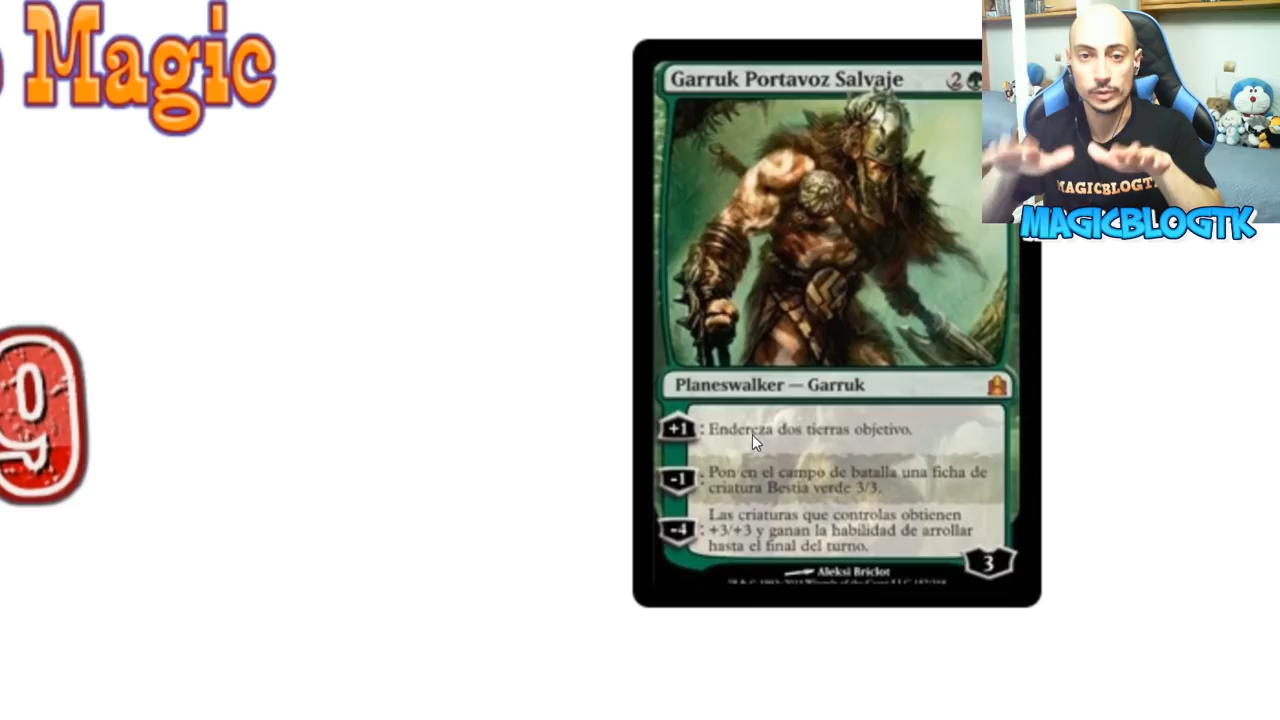 Magic
Garruk Portavoz Salvaje 2
MAGICBLOGTK
MAGICBLOGT
9
Planeswalker — Garruk
+1 : Endereza dos tierras objetivo.
-1 : Pon en el campo de batalla una ficha de
criatura Bestia verde 3/3.
Las criaturas que controlas obtienen
-4 : +3/+3 y ganan la habilidad de arrollar
hasta el final del turno.
3
Aleksi Briclot